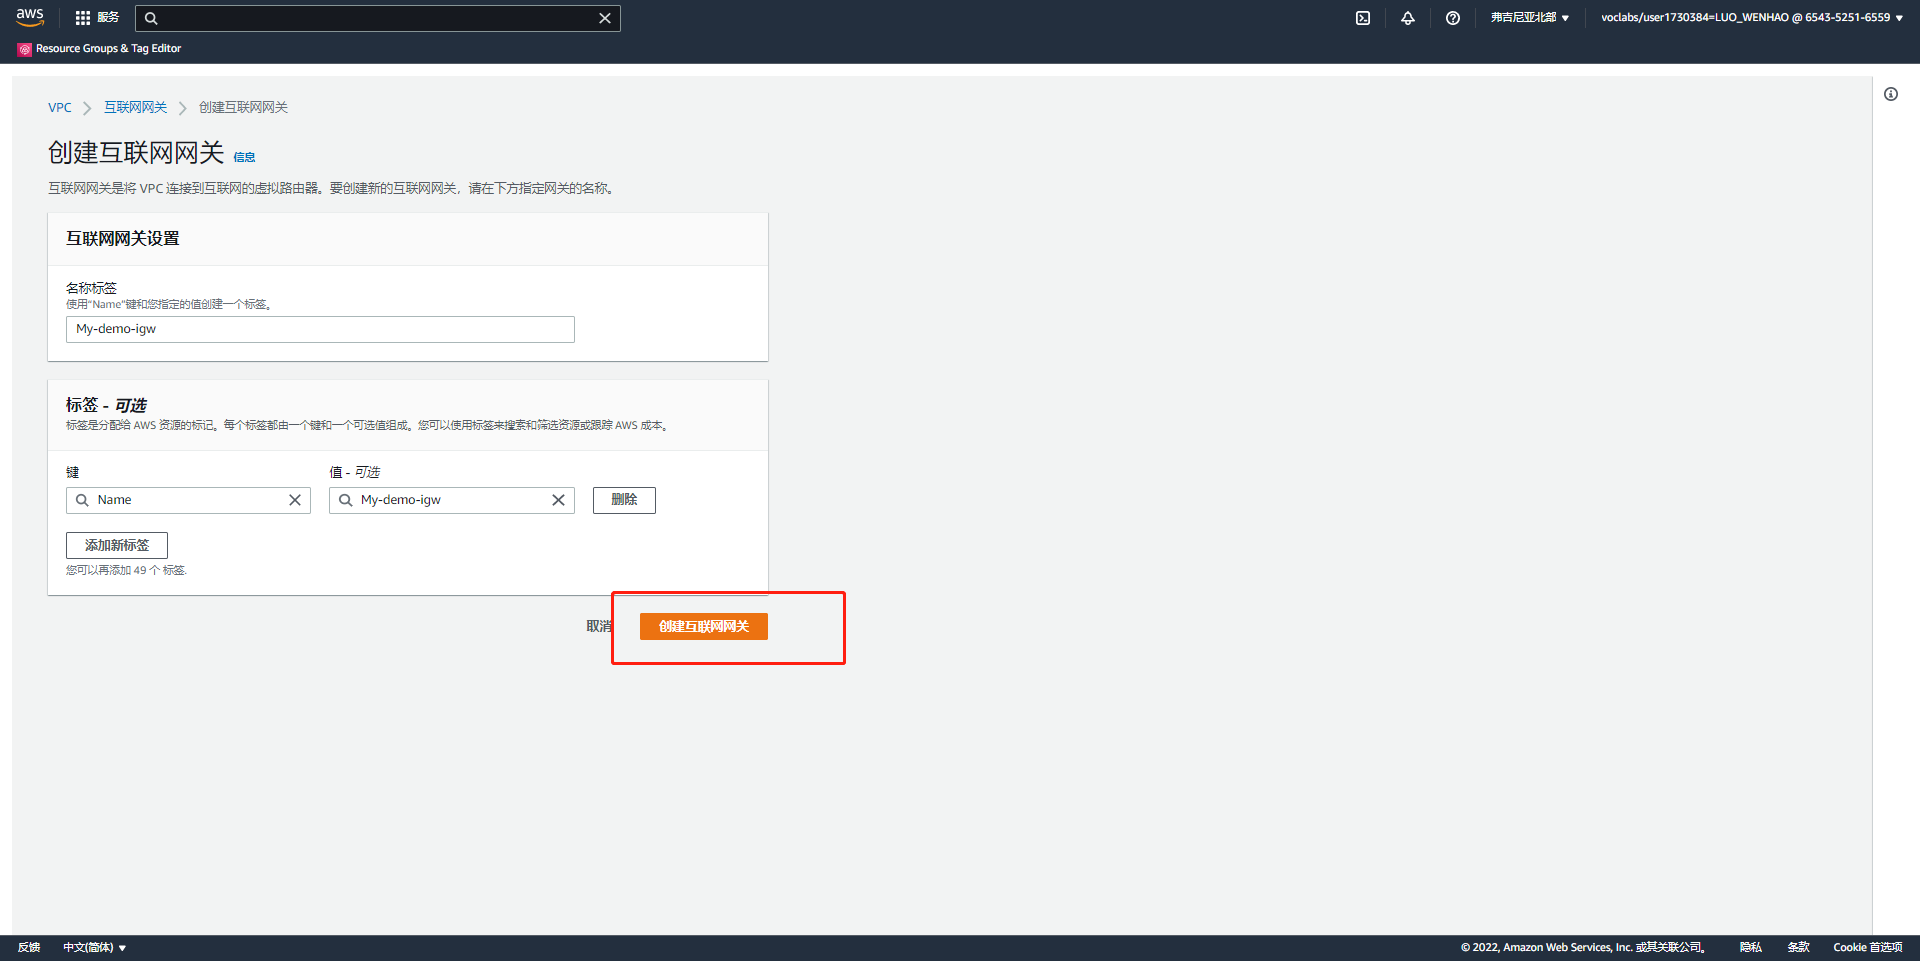 aws 服务 弗吉尼亚北部 voclabs/user1730384=LUO_WENHAO @ 6543-5251-6559
Resource Groups & Tag Editor
VPC 互联网网关 创建互联网网关
创建互联网网关 信息
互联网网关是将 VPC 连接到互联网的虚拟路由器。要创建新的互联网网关，请在下方指定网关的名称。
互联网网关设置
名称标签
使用“Name”键和您指定的值创建一个标签。
My-demo-igw
标签 - 可选
标签是分配给 AWS 资源的标记。每个标签都由一个键和一个可选值组成。您可以使用标签来搜索和筛选资源或跟踪 AWS 成本。
键 值 - 可选
Name My-demo-igw 删除
添加新标签
您可以再添加 49 个 标签.
取消 创建互联网网关
反馈 中文(简体) © 2022, Amazon Web Services, Inc. 或其关联公司。 隐私 条款 Cookie 首选项